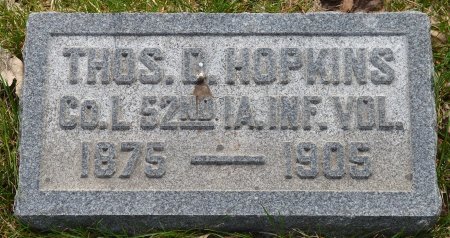 THOS. D. HOPKINS
CO. L 52ND. IA. INF. VOL.
1875 — 1905